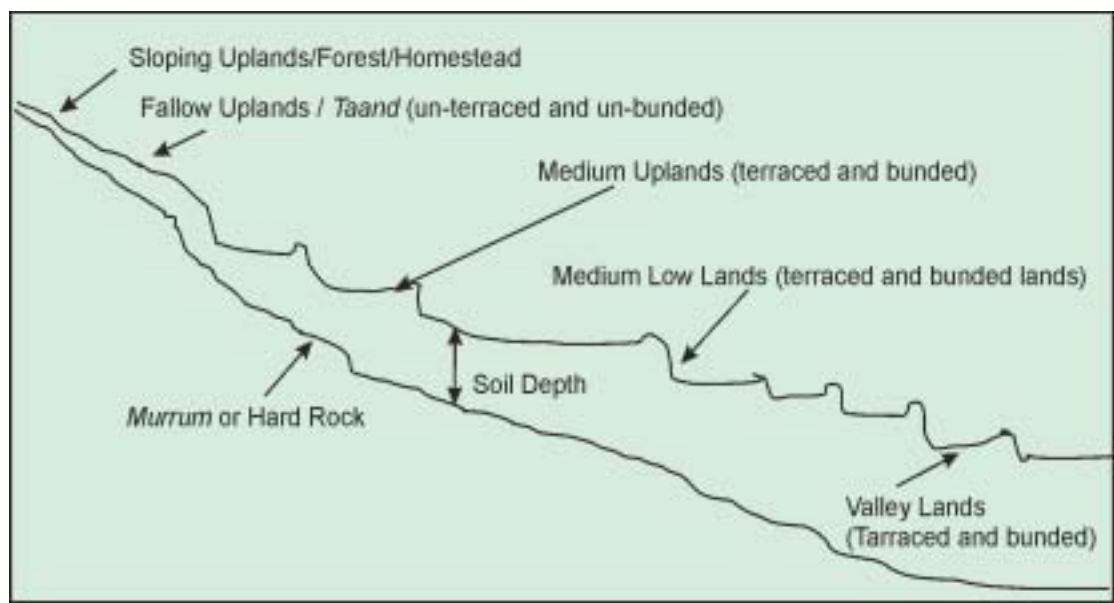 Sloping Uplands/Forest/Homestead
Fallow Uplands / Taand (un-terraced and un-bunded)
Medium Uplands (terraced and bunded)
Medium Low Lands (terraced and bunded lands)
Soil Depth
Murrum or Hard Rock
Valley Lands
(Tarraced and bunded)